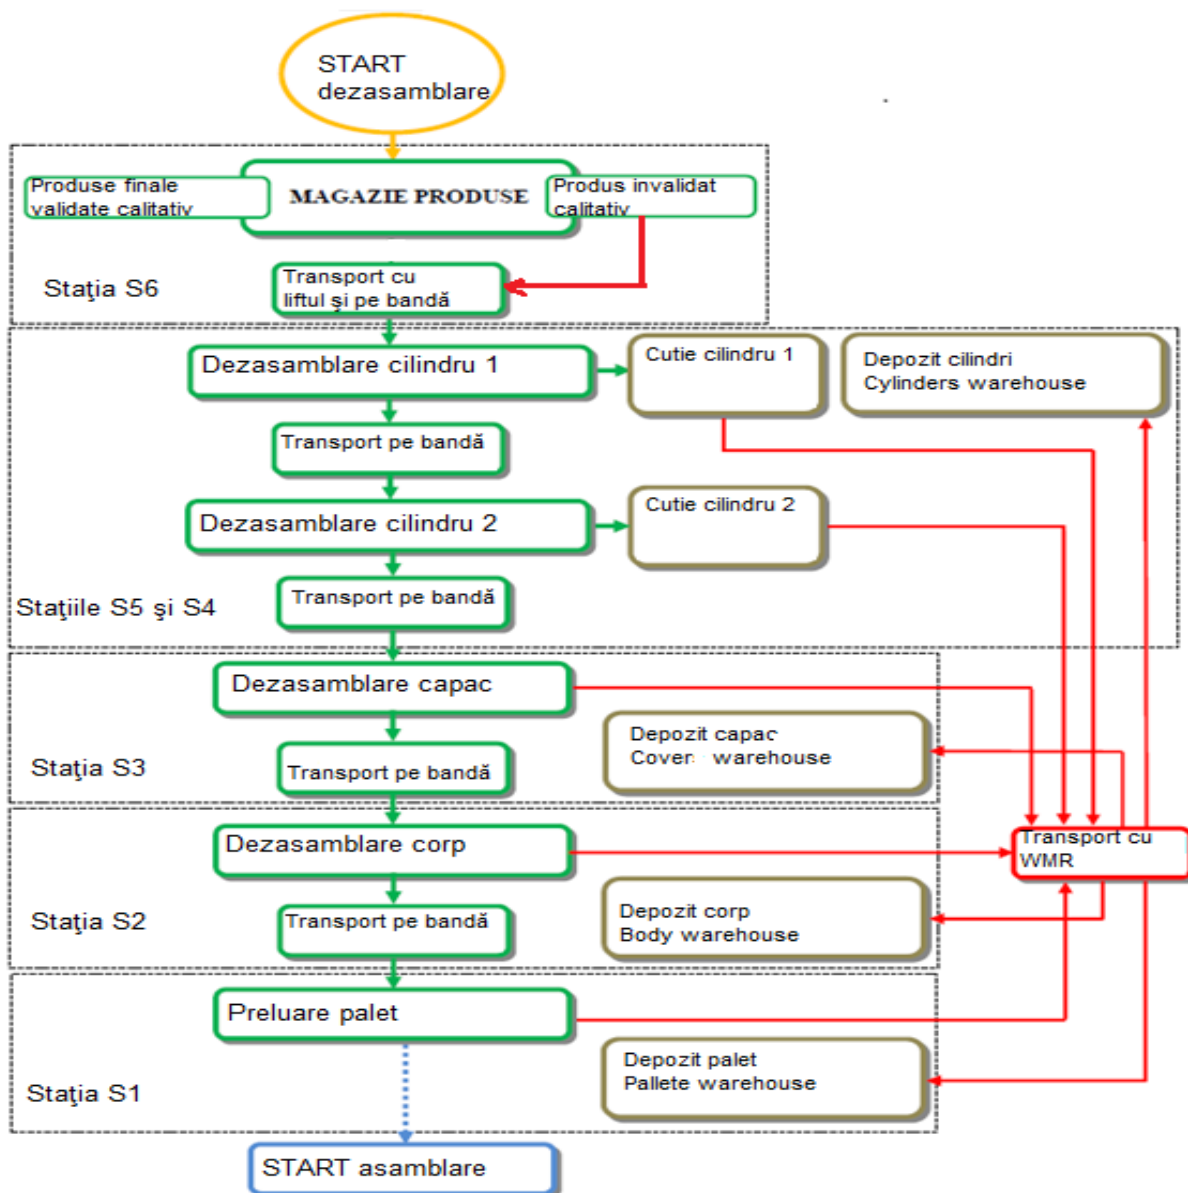 START
dezasamblare
Produse finale
validate calitativ
MAGAZIE PRODUSE
Produs invalidat
calitativ
Staţia S6
Transport cu
liftul şi pe bandă
Dezasamblare cilindru 1
Cutie cilindru 1
Depozit cilindri
Cylinders warehouse
Transport pe bandă
Dezasamblare cilindru 2
Cutie cilindru 2
Transport pe bandă
Staţiile S5 şi S4
Dezasamblare capac
Depozit capac
Cover warehouse
Staţia S3
Transport pe bandă
Dezasamblare corp
Transport cu
WMR
Staţia S2
Transport pe bandă
Depozit corp
Body warehouse
Preluare palet
Depozit palet
Pallete warehouse
Staţia S1
START asamblare